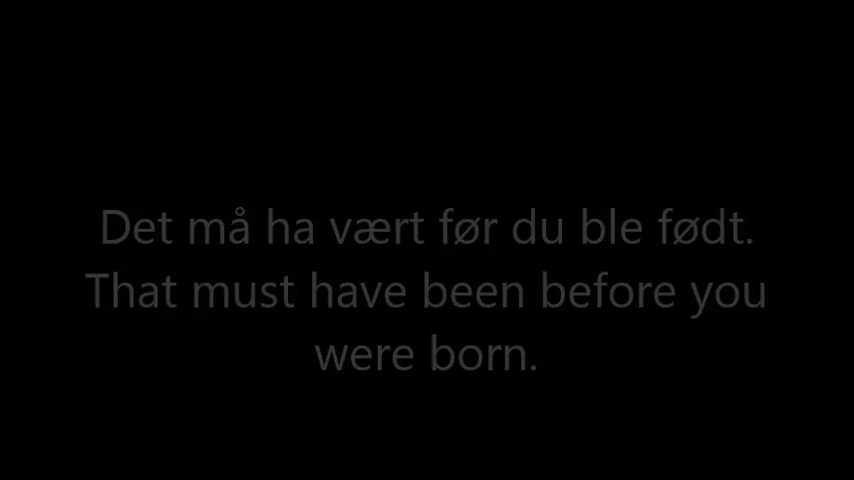 Det må ha vært før du ble født.
That must have been before you
were born.